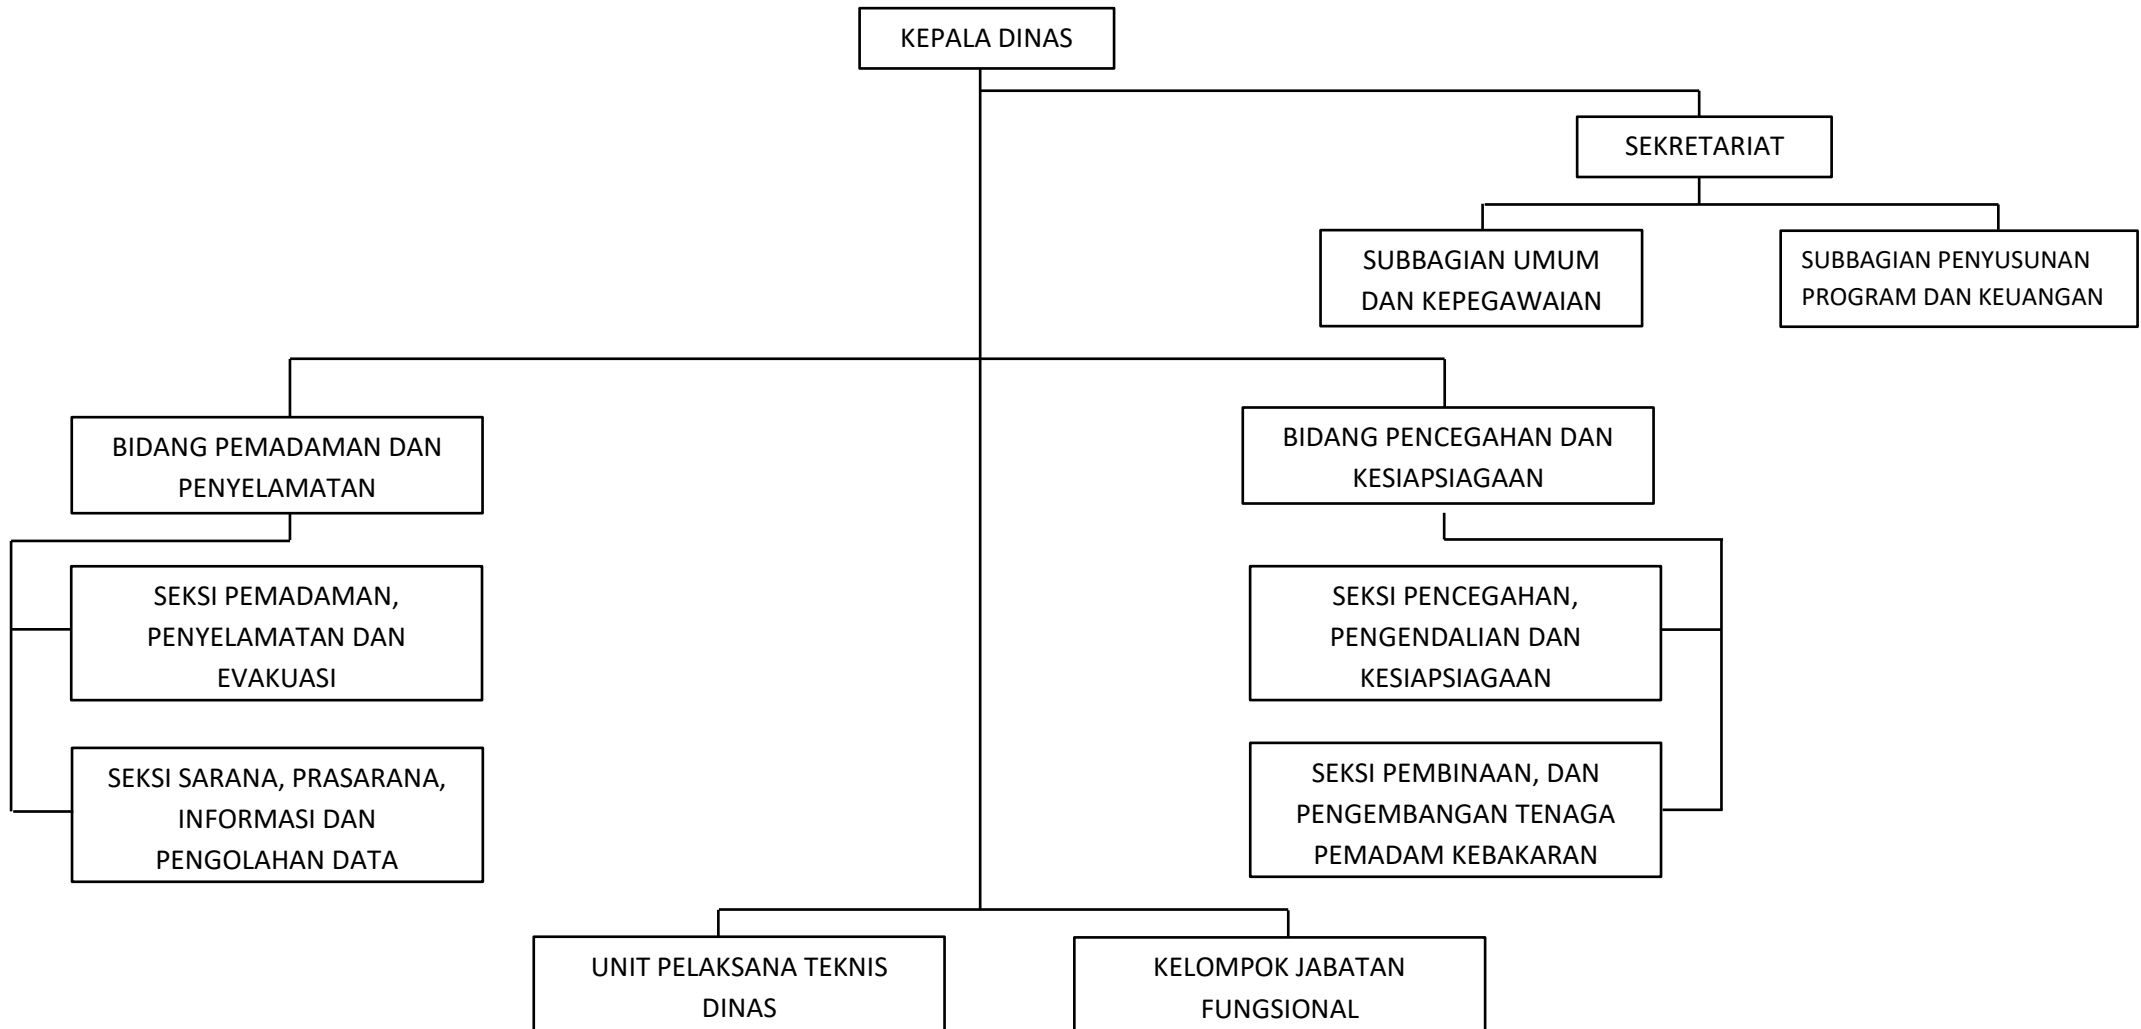 KEPALA DINAS
SEKRETARIAT
SUBBAGIAN UMUM
DAN KEPEGAWAIAN
SUBBAGIAN PENYUSUNAN
PROGRAM DAN KEUANGAN
BIDANG PEMADAMAN DAN
PENYELAMATAN
BIDANG PENCEGAHAN DAN
KESIAPSIAGAAN
SEKSI PEMADAMAN,
PENYELAMATAN DAN
EVAKUASI
SEKSI PENCEGAHAN,
PENGENDALIAN DAN
KESIAPSIAGAAN
SEKSI SARANA, PRASARANA,
INFORMASI DAN
PENGOLAHAN DATA
SEKSI PEMBINAAN, DAN
PENGEMBANGAN TENAGA
PEMADAM KEBAKARAN
UNIT PELAKSANA TEKNIS
DINAS
KELOMPOK JABATAN
FUNGSIONAL